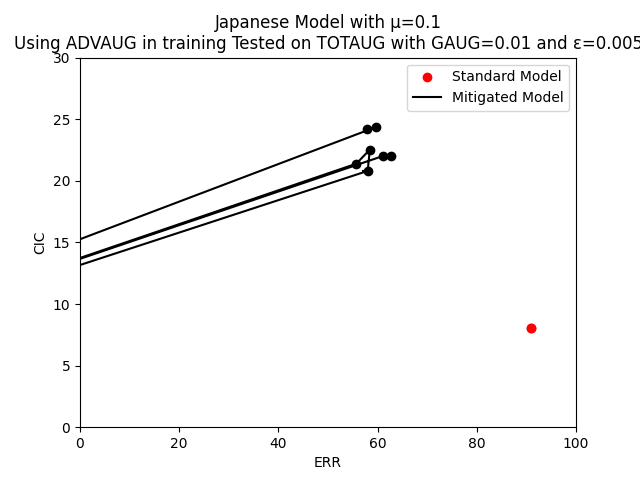 Japanese Model with μ=0.1
Using ADVAUG in training Tested on TOTAUG with GAUG=0.01 and ε=0.005
30
25
20
15
10
5
0
CIC
Standard Model
Mitigated Model
0 20 40 60 80 100
ERR